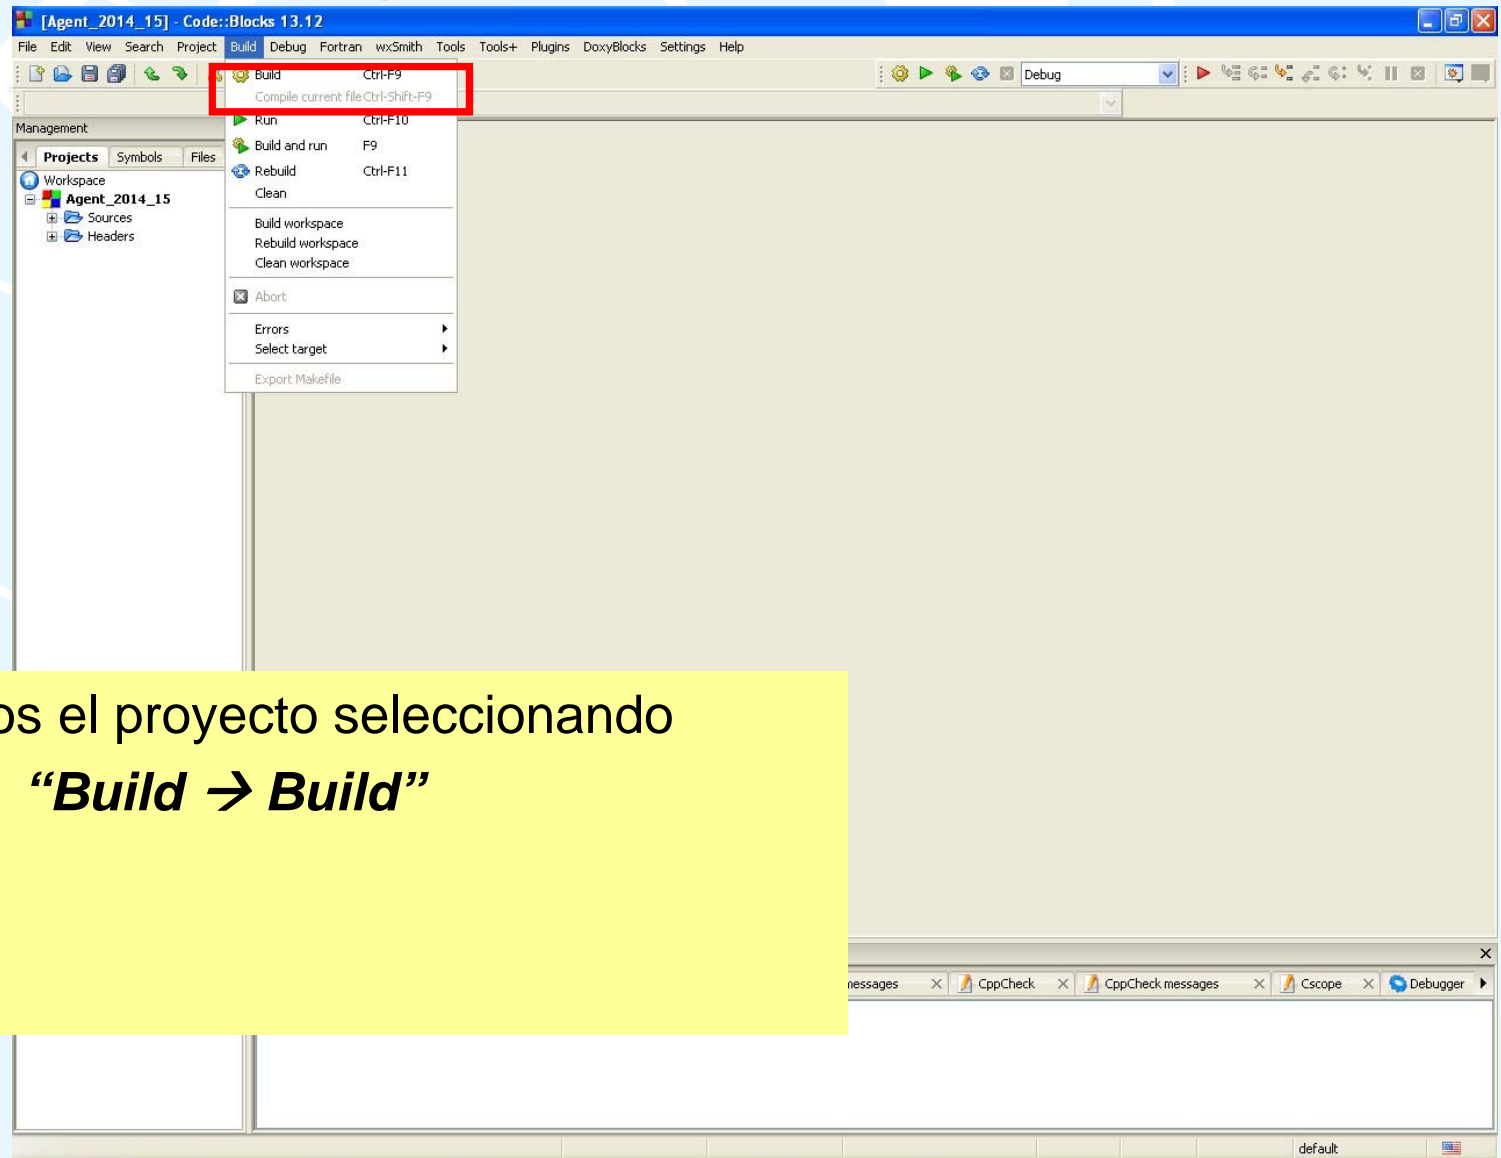 [Agent_2014_15] - Code::Blocks 13.12
File Edit View Search Project Build Debug Fortran wxSmith Tools Tools+ Plugins DoxyBlocks Settings Help
Debug
Build Ctrl-F9
Compile current file Ctrl-Shift-F9
Run Ctrl-F10
Build and run F9
Rebuild Ctrl-F11
Clean
Build workspace
Rebuild workspace
Clean workspace
Abort
Errors
Select target
Export Makefile
Management
Projects Symbols Files
Workspace
Agent_2014_15
Sources
Headers
os el proyecto seleccionando
“Build → Build”
messages CppCheck CppCheck messages Cscope Debugger
default